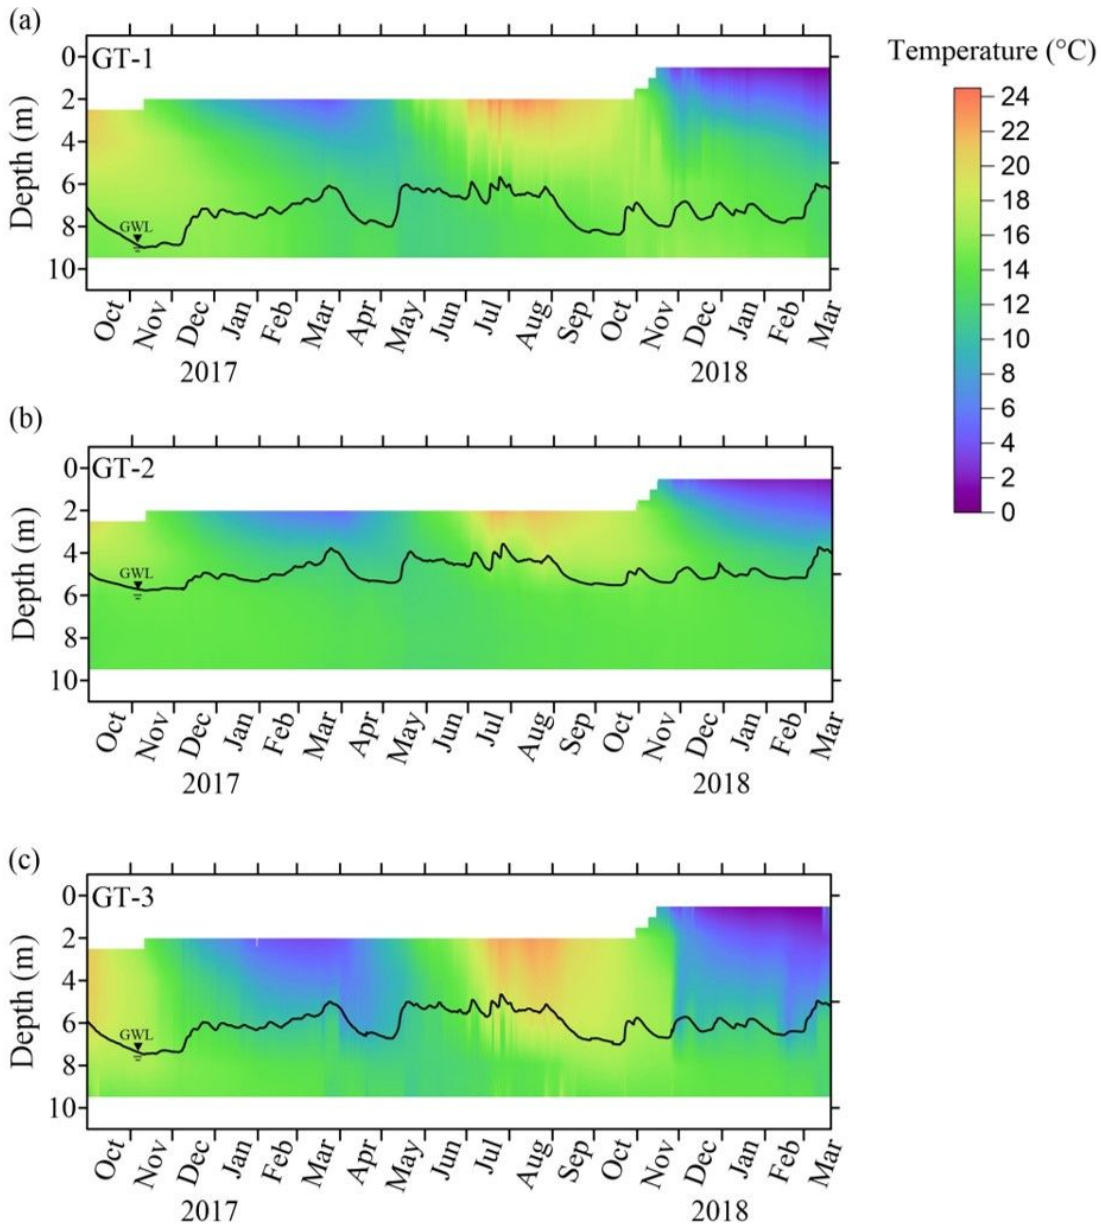 (a)
GT-1
Temperature (°C)
0
2
4
6
8
10
Depth (m)
GWL
Oct Nov Dec Jan Feb Mar Apr May Jun Jul Aug Sep Oct Nov Dec Jan Feb Mar
2017 2018
24
22
20
18
16
14
12
10
8
6
4
2
0
(b)
GT-2
0
2
4
6
8
10
Depth (m)
GWL
Oct Nov Dec Jan Feb Mar Apr May Jun Jul Aug Sep Oct Nov Dec Jan Feb Mar
2017 2018
(c)
GT-3
0
2
4
6
8
10
Depth (m)
GWL
Oct Nov Dec Jan Feb Mar Apr May Jun Jul Aug Sep Oct Nov Dec Jan Feb Mar
2017 2018